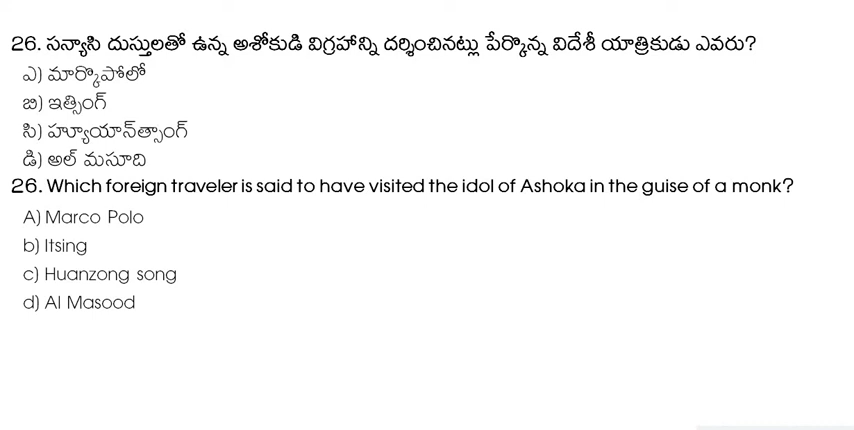 26. సన్యాసి దుస్తులతో ఉన్న అశోకుడి విగ్రహాన్ని దర్శించినట్లు పేర్కొన్న విదేశీ యాత్రికుడు ఎవరు?
ఎ) మార్కొపోలో
బి) ఇత్సింగ్
సి) హ్యూయాన్‌త్సాంగ్
డి) అల్ మసూది
26. Which foreign traveler is said to have visited the idol of Ashoka in the guise of a monk?
A) Marco Polo
b) Itsing
c) Huanzong song
d) Al Masood